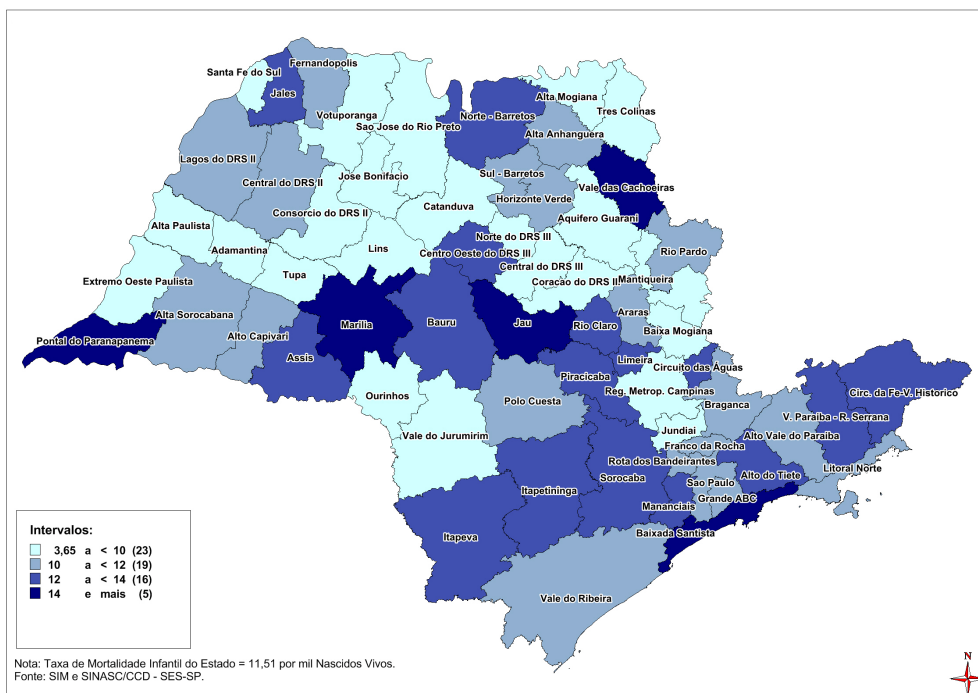 Fernandopolis
Santa Fe do Sul
Jales
Alta Mogiana
Tres Colinas
Votuporanga
Norte - Barretos
Sao Jose do Rio Preto
Alta Anhanguera
Lagos do DRS II
Sul - Barretos
Jose Bonifacio
Central do DRS II
Vale das Cachoeiras
Horizonte Verde
Catanduva
Consorcio do DRS II
Aquifero Guarani
Alta Paulista
Norte do DRS III
Adamantina
Lins
Centro Oeste do DRS III
Rio Pardo
Central do DRS III
Tupa
Mantiqueira
Extremo Oeste Paulista
Coracao do DRS II
Alta Sorocabana
Araras
Marilia
Bauru
Jau
Rio Claro
Baixa Mogiana
Alto Capivari
Pontal do Paranapanema
Assis
Limeira
Circuito das Águas
Piracicaba
Reg. Metrop. Campinas
Circ. da Fe-V. Historico
Ourinhos
Polo Cuesta
Braganca
V. Paraiba - R. Serrana
Vale do Jurumirim
Jundiai
Alto Vale do Paraiba
Franco da Rocha
Rota dos Bandeirantes
Litoral Norte
Alto do Tiete
Sorocaba
Sao Paulo
Itapetininga
Grande ABC
Mananciais
Baixada Santista
Itapeva
Vale do Ribeira
Intervalos:
3,65 a < 10 (23)
10 a < 12 (19)
12 a < 14 (16)
14 e mais (5)
Nota: Taxa de Mortalidade Infantil do Estado = 11,51 por mil Nascidos Vivos.
Fonte: SIM e SINASC/CCD - SES-SP.
N